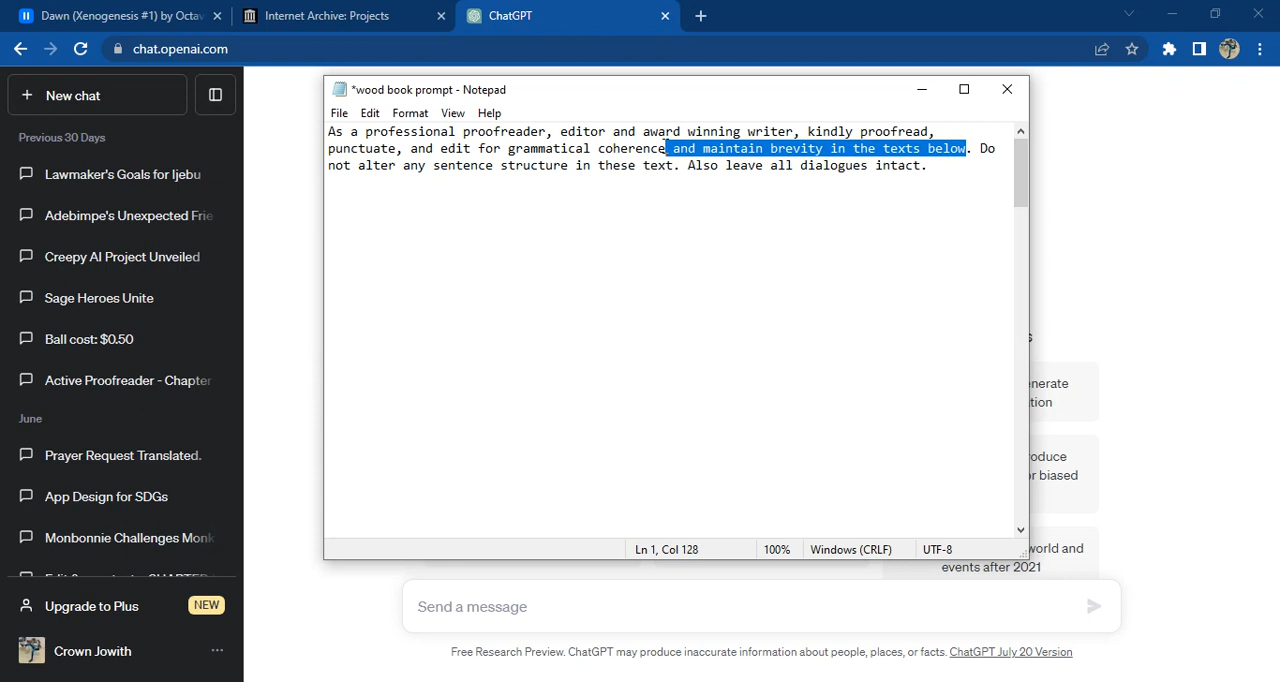 Dawn (Xenogenesis #1) by Octav
Internet Archive: Projects
ChatGPT
chat.openai.com
New chat
Previous 30 Days
Lawmaker's Goals for Ijebu
Adebimpe's Unexpected Frie
Creepy AI Project Unveiled
Sage Heroes Unite
Ball cost: $0.50
Active Proofreader - Chapter
June
Prayer Request Translated.
App Design for SDGs
Monbonnie Challenges Monk
Upgrade to Plus
NEW
Crown Jowith
*wood book prompt - Notepad
File Edit Format View Help
As a professional proofreader, editor and award winning writer, kindly proofread,
punctuate, and edit for grammatical coherence and maintain brevity in the texts below. Do
not alter any sentence structure in these text. Also leave all dialogues intact.
Ln 1, Col 128
100%
Windows (CRLF)
UTF-8
enerate
tion
oduce
or biased
world and
events after 2021
Send a message
Free Research Preview. ChatGPT may produce inaccurate information about people, places, or facts. ChatGPT July 20 Version